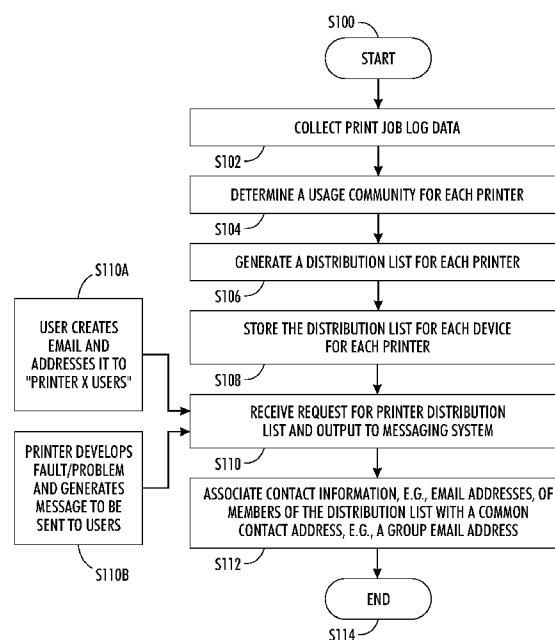 S100
START
COLLECT PRINT JOB LOG DATA
S102
DETERMINE A USAGE COMMUNITY FOR EACH PRINTER
S104
GENERATE A DISTRIBUTION LIST FOR EACH PRINTER
S106
S110A
USER CREATES
EMAIL AND
ADDRESSES IT TO
"PRINTER X USERS"
STORE THE DISTRIBUTION LIST FOR EACH DEVICE
FOR EACH PRINTER
S108
RECEIVE REQUEST FOR PRINTER DISTRIBUTION
LIST AND OUTPUT TO MESSAGING SYSTEM
S110
PRINTER DEVELOPS
FAULT/PROBLEM
AND GENERATES
MESSAGE TO BE
SENT TO USERS
S110B
ASSOCIATE CONTACT INFORMATION, E.G., EMAIL ADDRESSES, OF
MEMBERS OF THE DISTRIBUTION LIST WITH A COMMON
CONTACT ADDRESS, E.G., A GROUP EMAIL ADDRESS
S112
END
S114